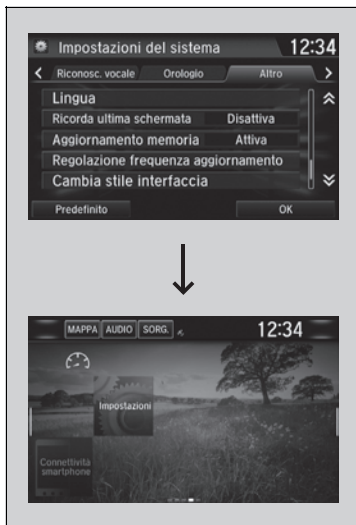 Impostazioni del sistema 12:34
Riconosc. vocale Orologio Altro
Lingua
Ricorda ultima schermata Disattiva
Aggiornamento memoria Attiva
Regolazione frequenza aggiornamento
Cambia stile interfaccia
Predefinito OK
MAPPA AUDIO SORG. 12:34
Impostazioni
Connettività
smartphone